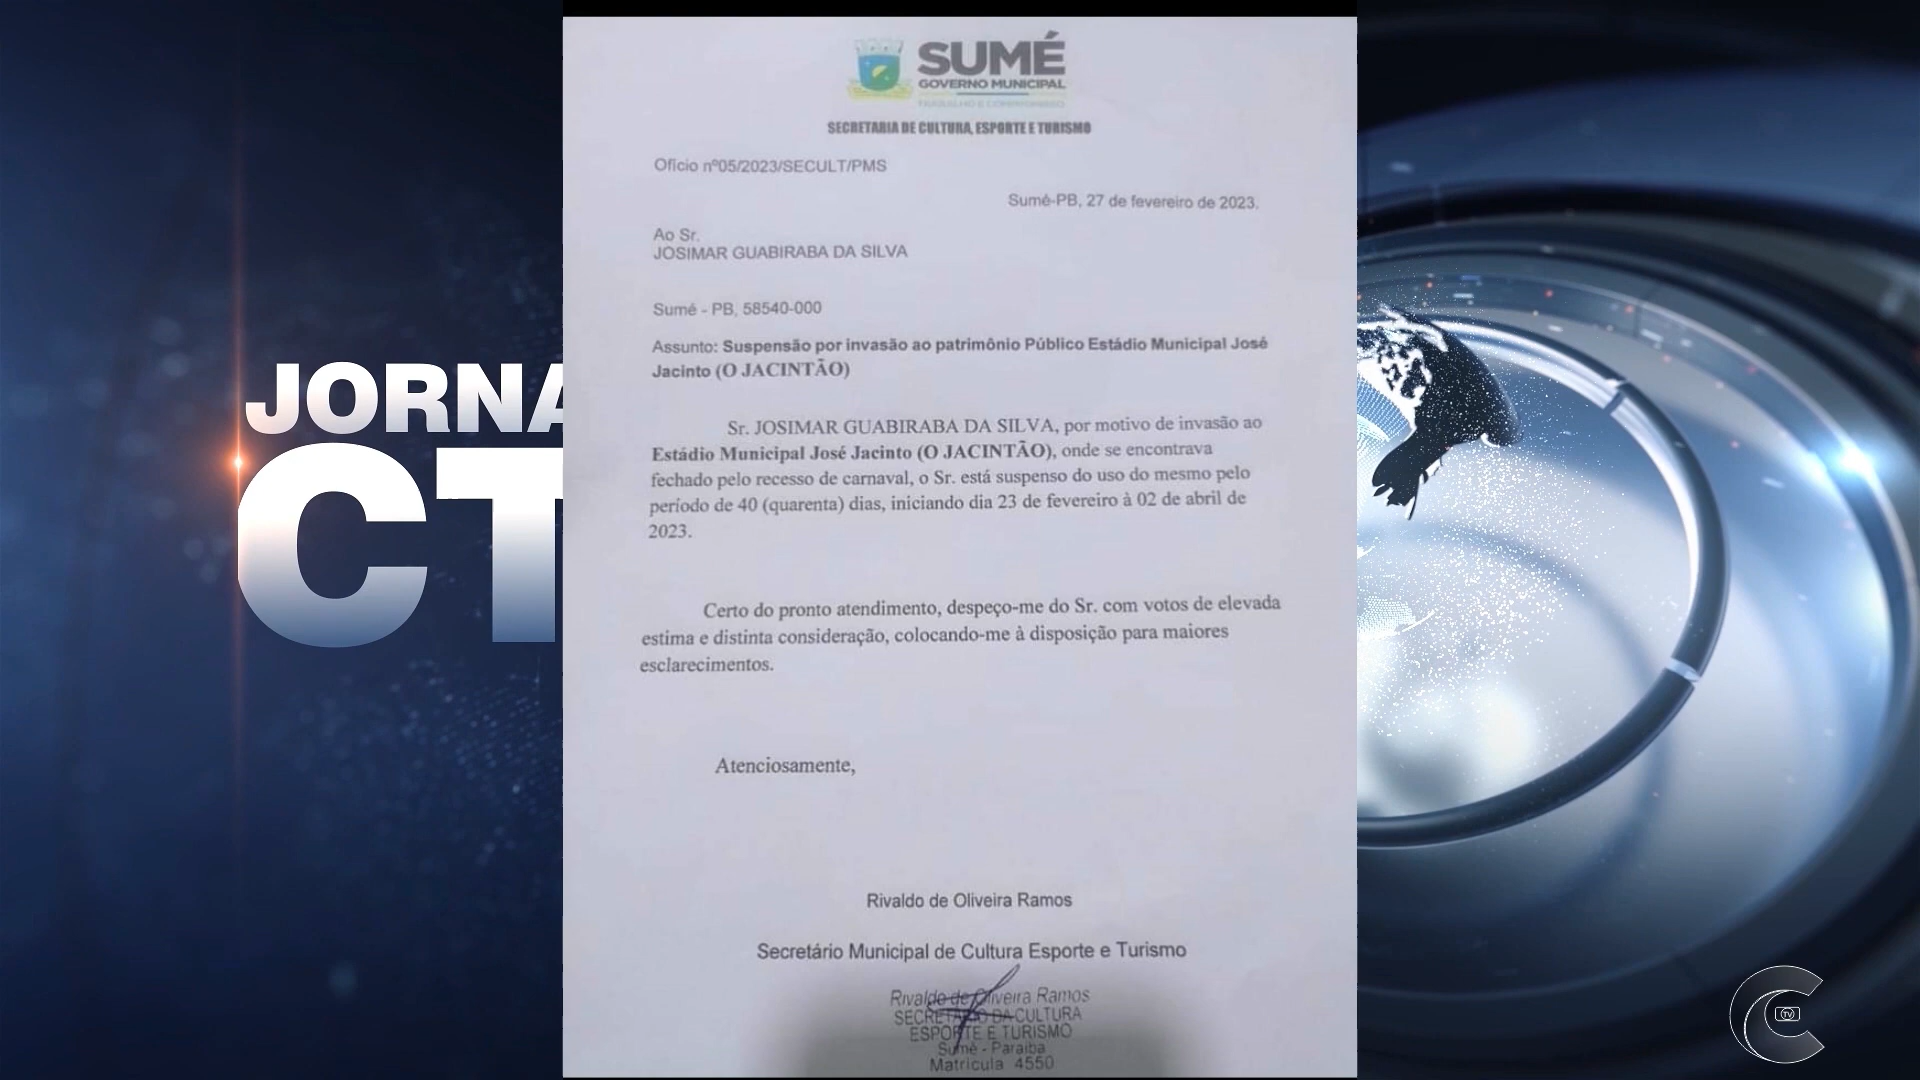 JORNA
CT
SUMÉ
GOVERNO MUNICIPAL
TRABALHO E COMPROMISSO
SECRETARIA DE CULTURA, ESPORTE E TURISMO
Ofício nº05/2023/SECULT/PMS
Sumé-PB, 27 de fevereiro de 2023.
Ao Sr.
JOSIMAR GUABIRABA DA SILVA
Sumé - PB, 58540-000
Assunto: Suspensão por invasão ao patrimônio Público Estádio Municipal José
Jacinto (O JACINTÃO)
Sr. JOSIMAR GUABIRABA DA SILVA, por motivo de invasão ao
Estádio Municipal José Jacinto (O JACINTÃO), onde se encontrava
fechado pelo recesso de carnaval, o Sr. está suspenso do uso do mesmo pelo
período de 40 (quarenta) dias, iniciando dia 23 de fevereiro à 02 de abril de
2023.
Certo do pronto atendimento, despeço-me do Sr. com votos de elevada
estima e distinta consideração, colocando-me à disposição para maiores
esclarecimentos.
Atenciosamente,
Rivaldo de Oliveira Ramos
Secretário Municipal de Cultura Esporte e Turismo
Rivaldo de Oliveira Ramos
SECRETARIO DA CULTURA
ESPORTE E TURISMO
Sumé - Paraiba
Matricula 4550
TV